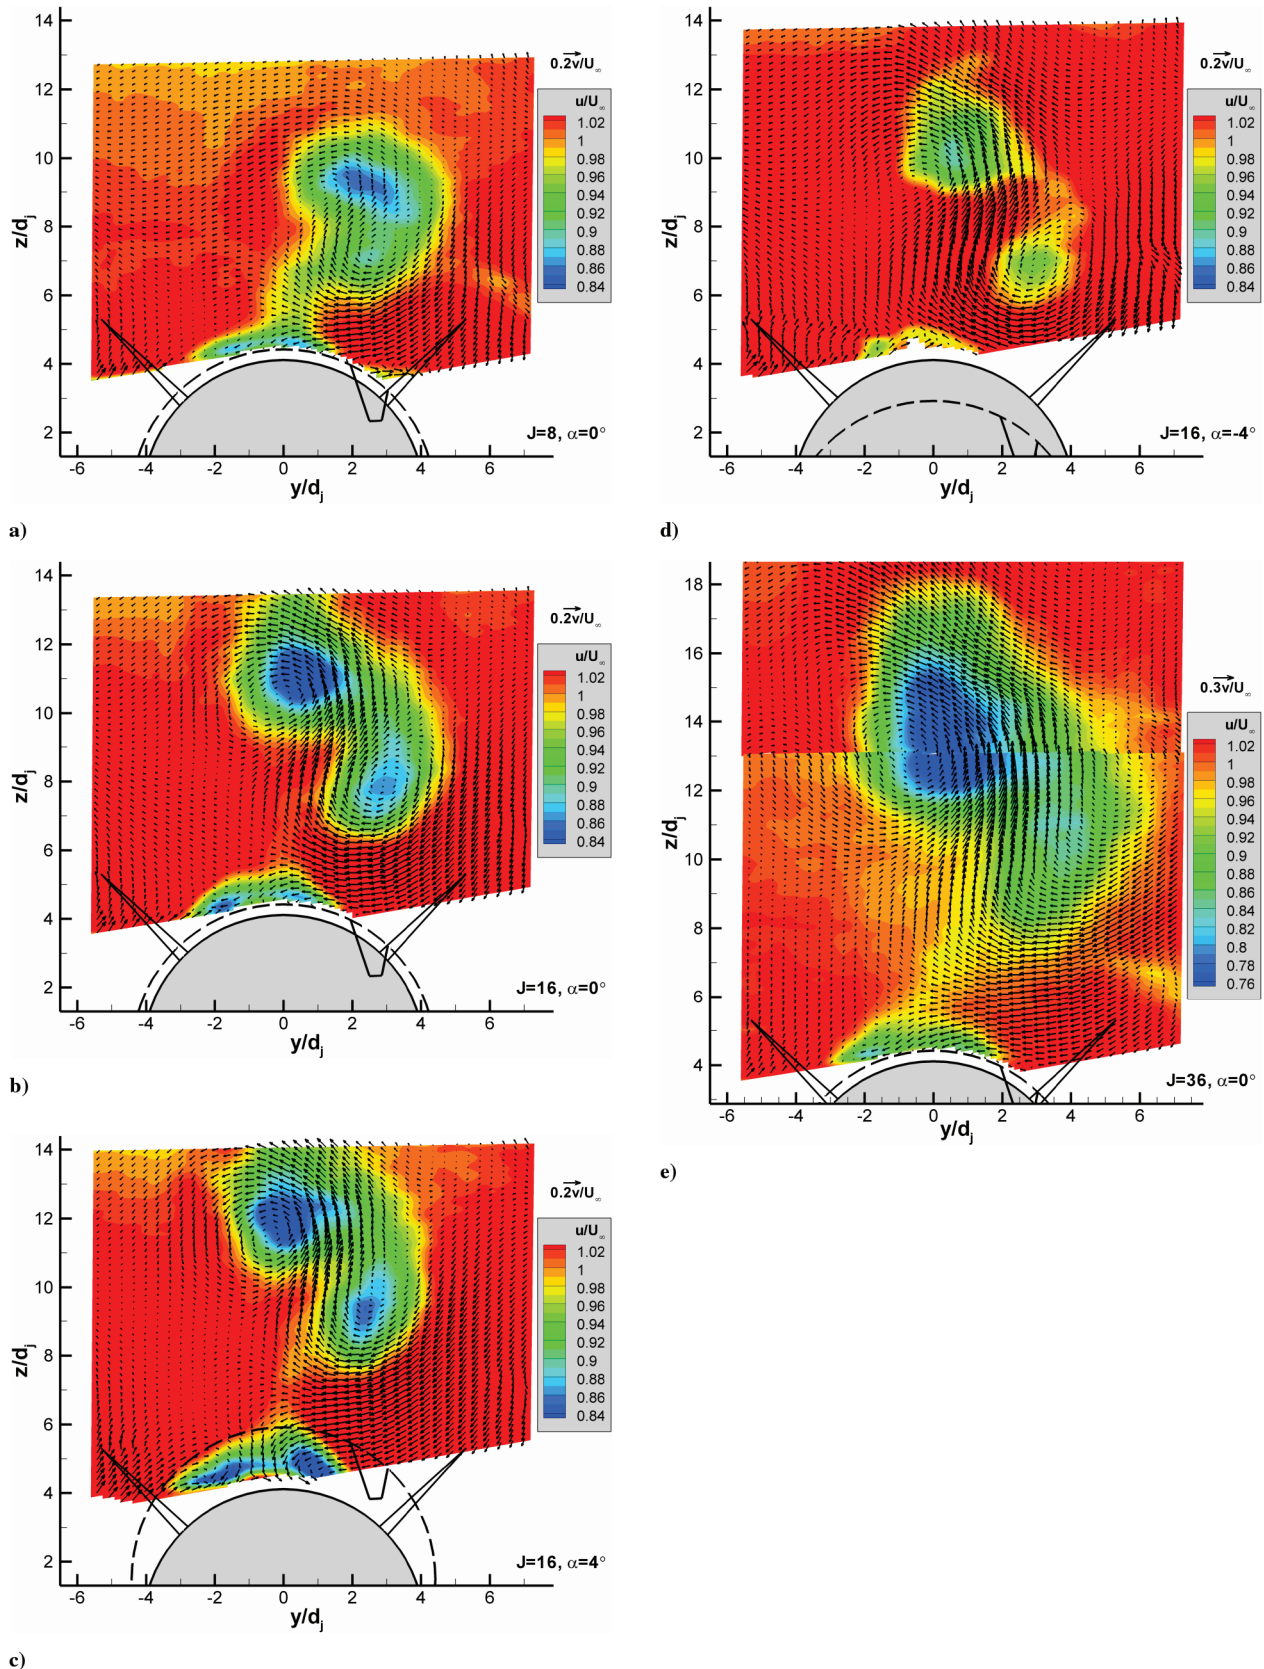 14
12
10
8
6
4
2
z/dj
-6 -4 -2 0 2 4 6
y/dj
0.2v/U∞
u/U∞
1.02
1
0.98
0.96
0.94
0.92
0.9
0.88
0.86
0.84
J=8, α=0°
a)
14
12
10
8
6
4
2
z/dj
-6 -4 -2 0 2 4 6
y/dj
0.2v/U∞
u/U∞
1.02
1
0.98
0.96
0.94
0.92
0.9
0.88
0.86
0.84
J=16, α=0°
b)
14
12
10
8
6
4
2
z/dj
-6 -4 -2 0 2 4 6
y/dj
0.2v/U∞
u/U∞
1.02
1
0.98
0.96
0.94
0.92
0.9
0.88
0.86
0.84
J=16, α=4°
c)
14
12
10
8
6
4
2
z/dj
-6 -4 -2 0 2 4 6
y/dj
0.2v/U∞
u/U∞
1.02
1
0.98
0.96
0.94
0.92
0.9
0.88
0.86
0.84
J=16, α=-4°
d)
18
16
14
12
10
8
6
4
z/dj
-6 -4 -2 0 2 4 6
y/dj
0.3v/U∞
u/U∞
1.02
1
0.98
0.96
0.94
0.92
0.9
0.88
0.86
0.84
0.82
0.8
0.78
0.76
J=36, α=0°
e)